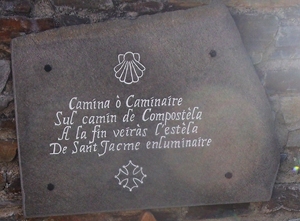 Camina ò Caminaire
Sul camin de Compostèla
A la fin veiràs l'estèla
De Sant Jacme enluminaire